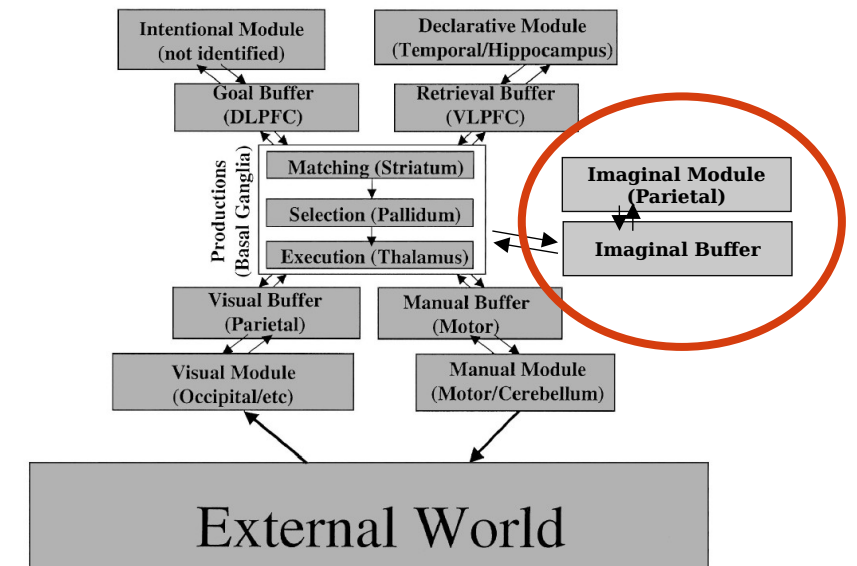 Intentional Module
(not identified)
Declarative Module
(Temporal/Hippocampus)
Goal Buffer
(DLPFC)
Retrieval Buffer
(VLPFC)
Productions
(Basal Ganglia)
Matching (Striatum)
Selection (Pallidum)
Execution (Thalamus)
Imaginal Module
(Parietal)
Imaginal Buffer
Visual Buffer
(Parietal)
Manual Buffer
(Motor)
Visual Module
(Occipital/etc)
Manual Module
(Motor/Cerebellum)
External World